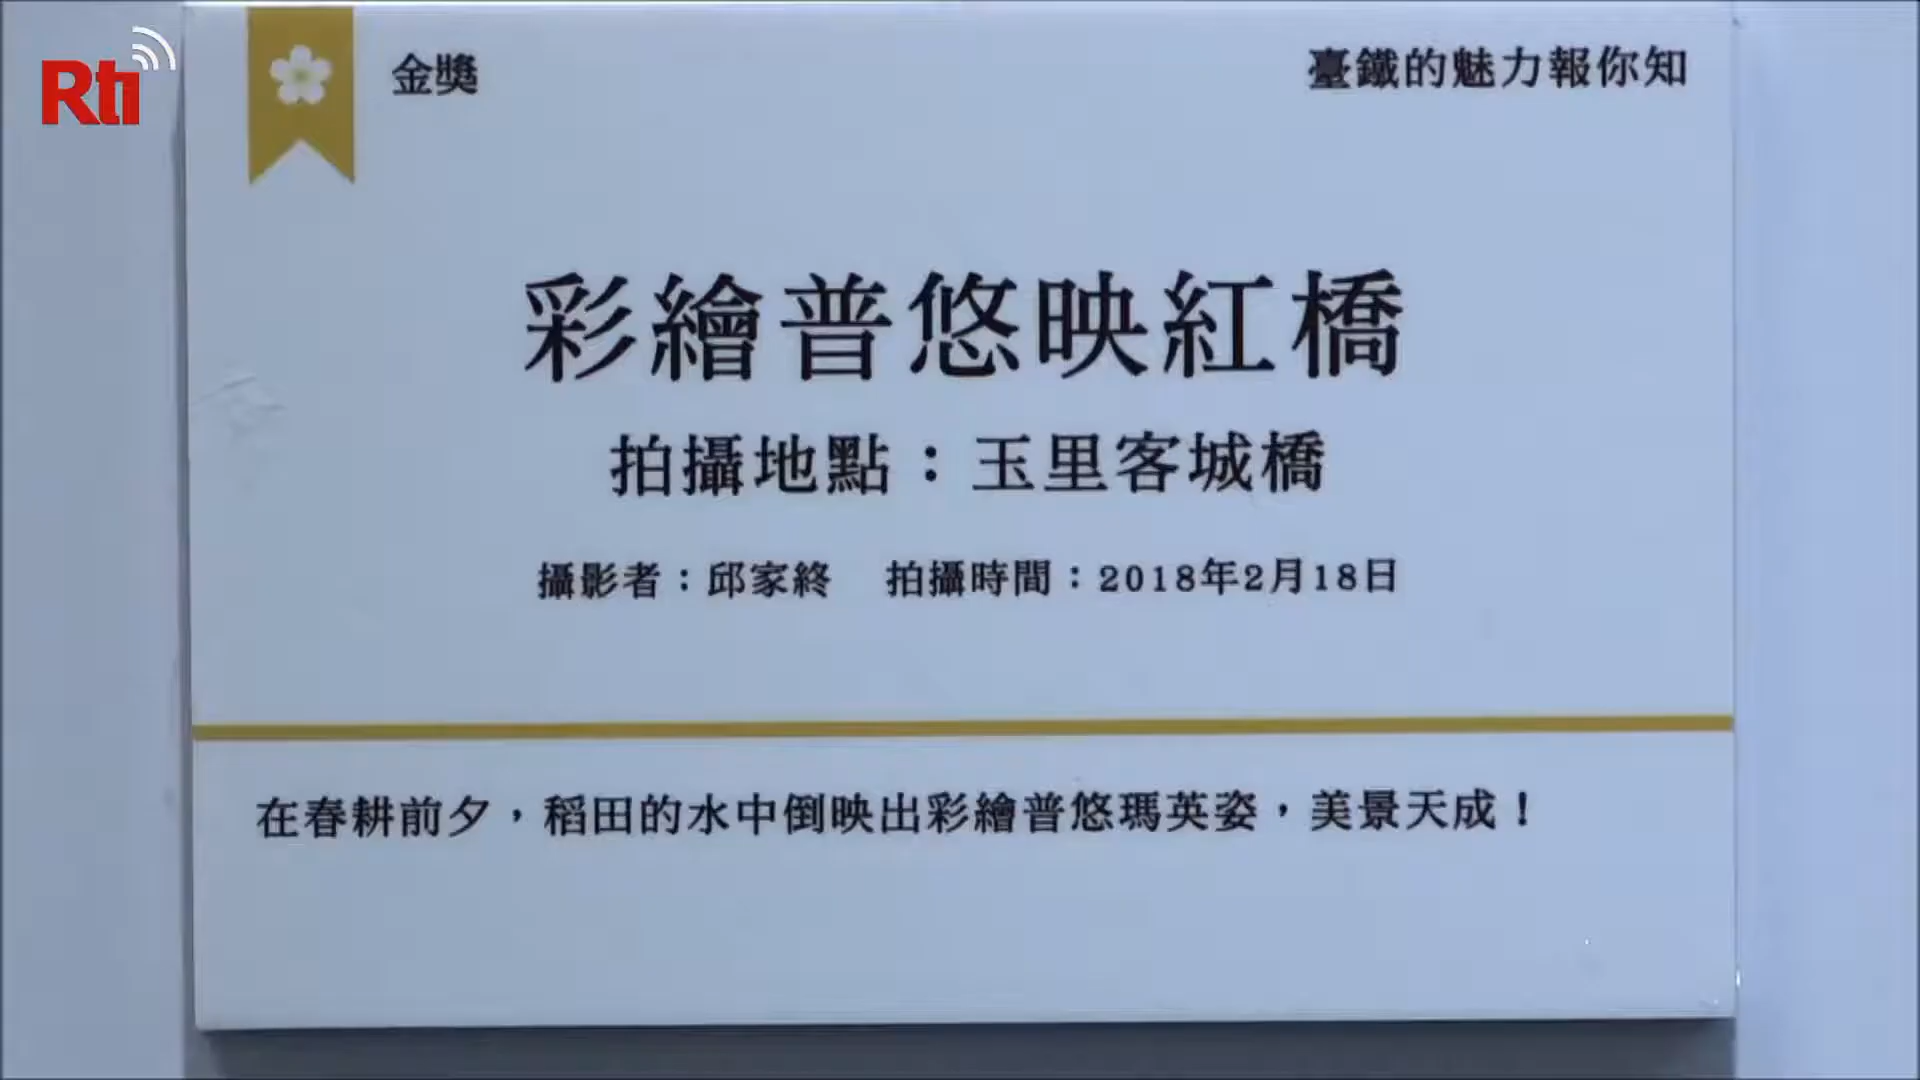 Rti
金獎
臺鐵的魅力報你知
彩繪普悠映紅橋
拍攝地點：玉里客城橋
攝影者：邱家終 拍攝時間：2018年2月18日
在春耕前夕，稻田的水中倒映出彩繪普悠瑪英姿，美景天成！